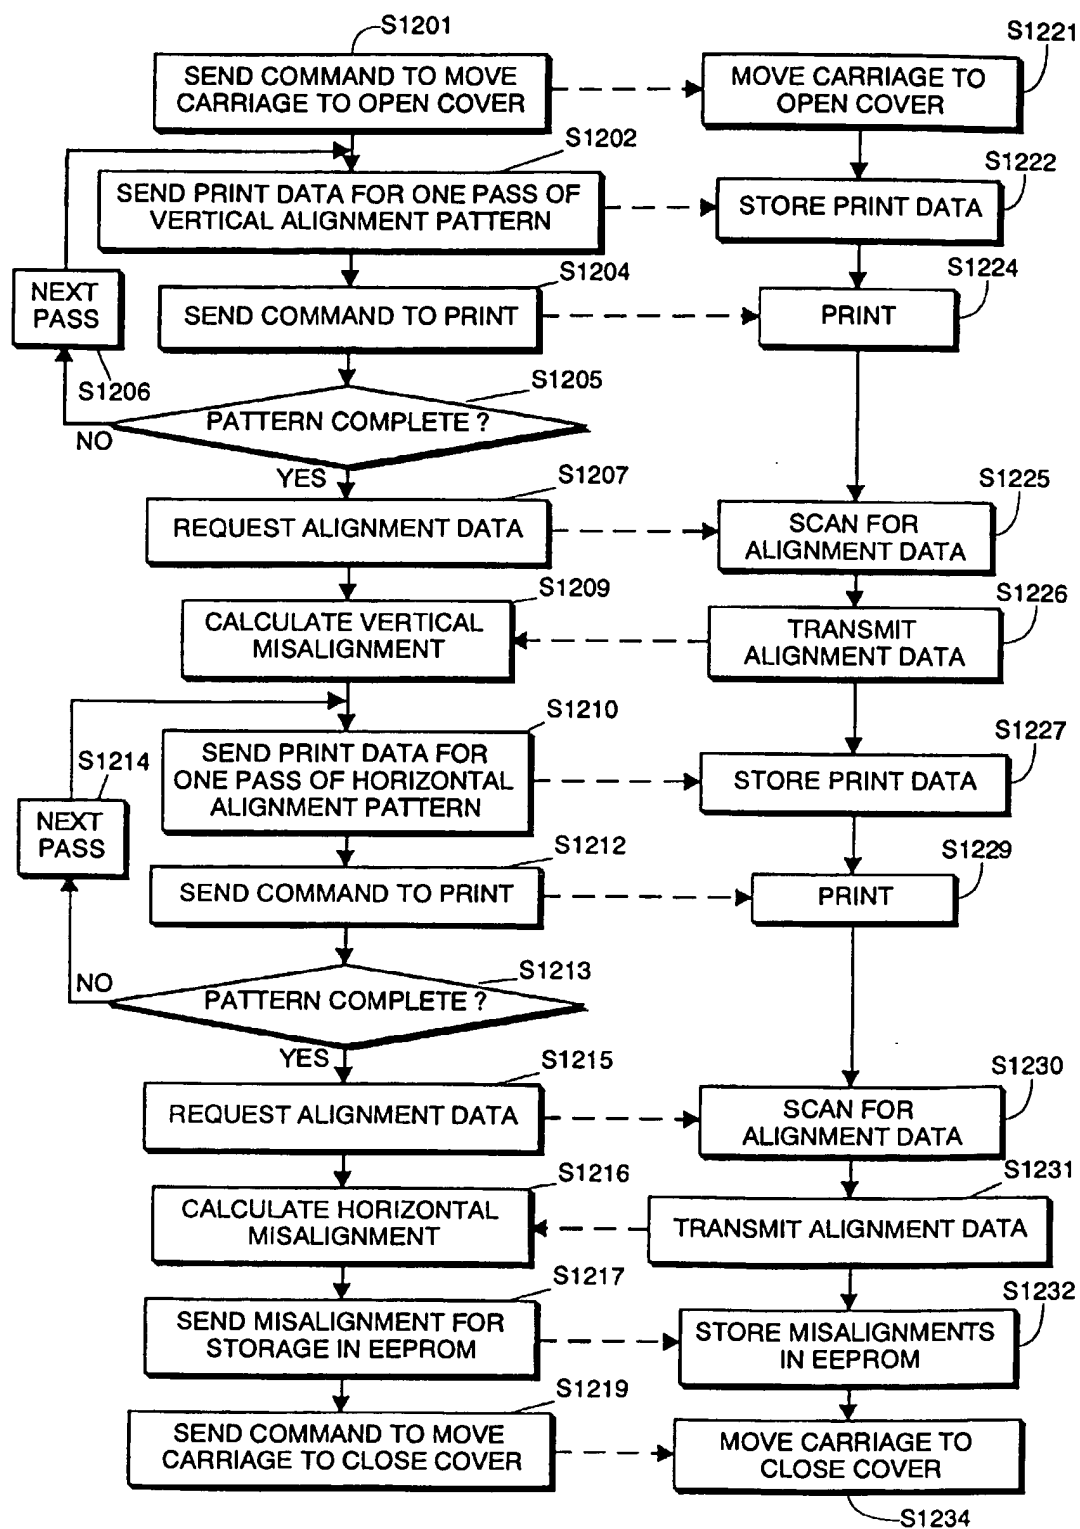 S1201
SEND COMMAND TO MOVE
CARRIAGE TO OPEN COVER
S1221
MOVE CARRIAGE TO
OPEN COVER
S1202
SEND PRINT DATA FOR ONE PASS OF
VERTICAL ALIGNMENT PATTERN
S1222
STORE PRINT DATA
NEXT
PASS
S1206
S1204
SEND COMMAND TO PRINT
S1224
PRINT
S1205
PATTERN COMPLETE ?
NO
YES
S1207
REQUEST ALIGNMENT DATA
S1225
SCAN FOR
ALIGNMENT DATA
S1209
CALCULATE VERTICAL
MISALIGNMENT
S1226
TRANSMIT
ALIGNMENT DATA
S1210
SEND PRINT DATA FOR
ONE PASS OF HORIZONTAL
ALIGNMENT PATTERN
S1227
STORE PRINT DATA
S1214
NEXT
PASS
S1212
SEND COMMAND TO PRINT
S1229
PRINT
S1213
PATTERN COMPLETE ?
NO
YES
S1215
REQUEST ALIGNMENT DATA
S1230
SCAN FOR
ALIGNMENT DATA
S1216
CALCULATE HORIZONTAL
MISALIGNMENT
S1231
TRANSMIT ALIGNMENT DATA
S1217
SEND MISALIGNMENT FOR
STORAGE IN EEPROM
S1232
STORE MISALIGNMENTS
IN EEPROM
S1219
SEND COMMAND TO MOVE
CARRIAGE TO CLOSE COVER
MOVE CARRIAGE TO
CLOSE COVER
S1234